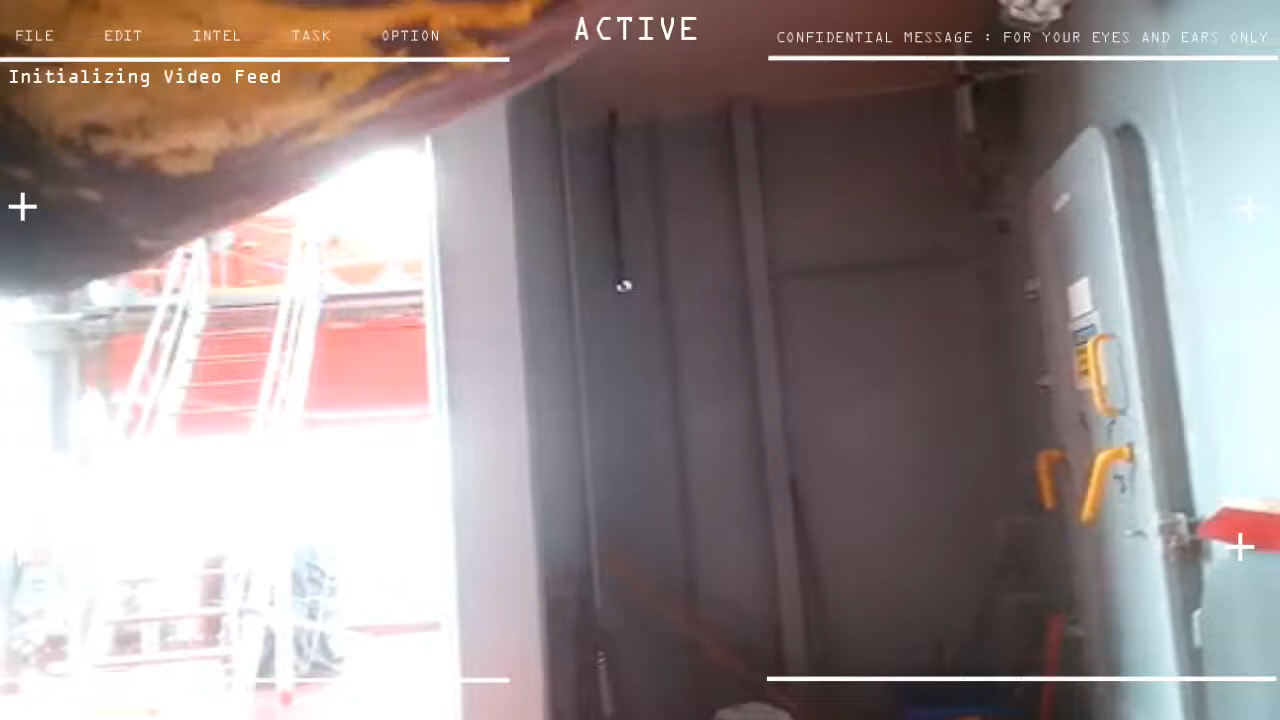 FILE EDIT INTEL TASK OPTION
ACTIVE
CONFIDENTIAL MESSAGE : FOR YOUR EYES AND EARS ONLY
Initializing Video Feed